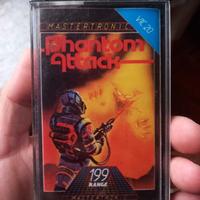 MASTERTRONIC
VIC 20
Phantom
Attack
199
RANGE
MASTERTRONIC